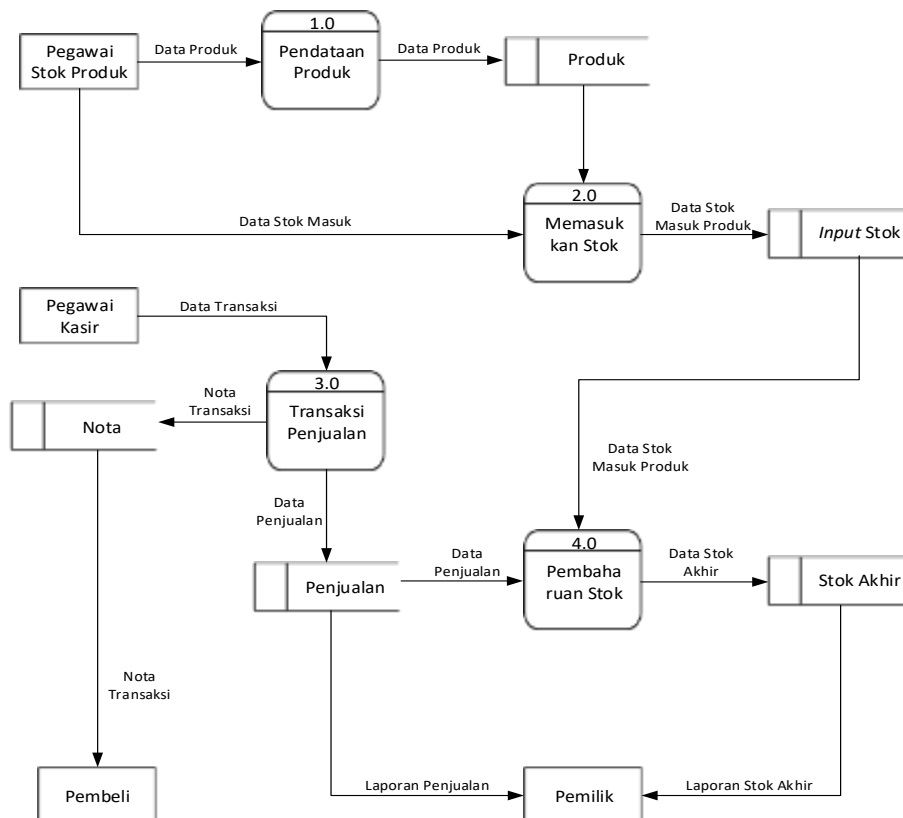 1.0
Pegawai
Stok Produk
Data Produk
Pendataan
Produk
Data Produk
Produk
2.0
Data Stok Masuk
Memasuk
kan Stok
Data Stok
Masuk Produk
Input Stok
Pegawai
Kasir
Data Transaksi
3.0
Nota
Transaksi
Transaksi
Penjualan
Nota
Data Stok
Masuk Produk
Data
Penjualan
4.0
Data
Penjualan
Data Stok
Akhir
Penjualan
Pembaha
ruan Stok
Stok Akhir
Nota
Transaksi
Pembeli
Laporan Penjualan
Pemilik
Laporan Stok Akhir